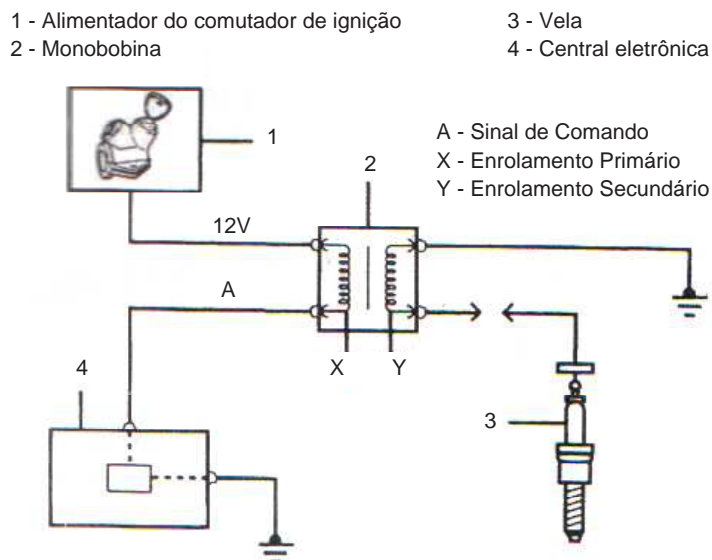 1 - Alimentador do comutador de ignição
2 - Monobobina
3 - Vela
4 - Central eletrônica
A - Sinal de Comando
X - Enrolamento Primário
Y - Enrolamento Secundário
1
2
12V
A
X
Y
4
3